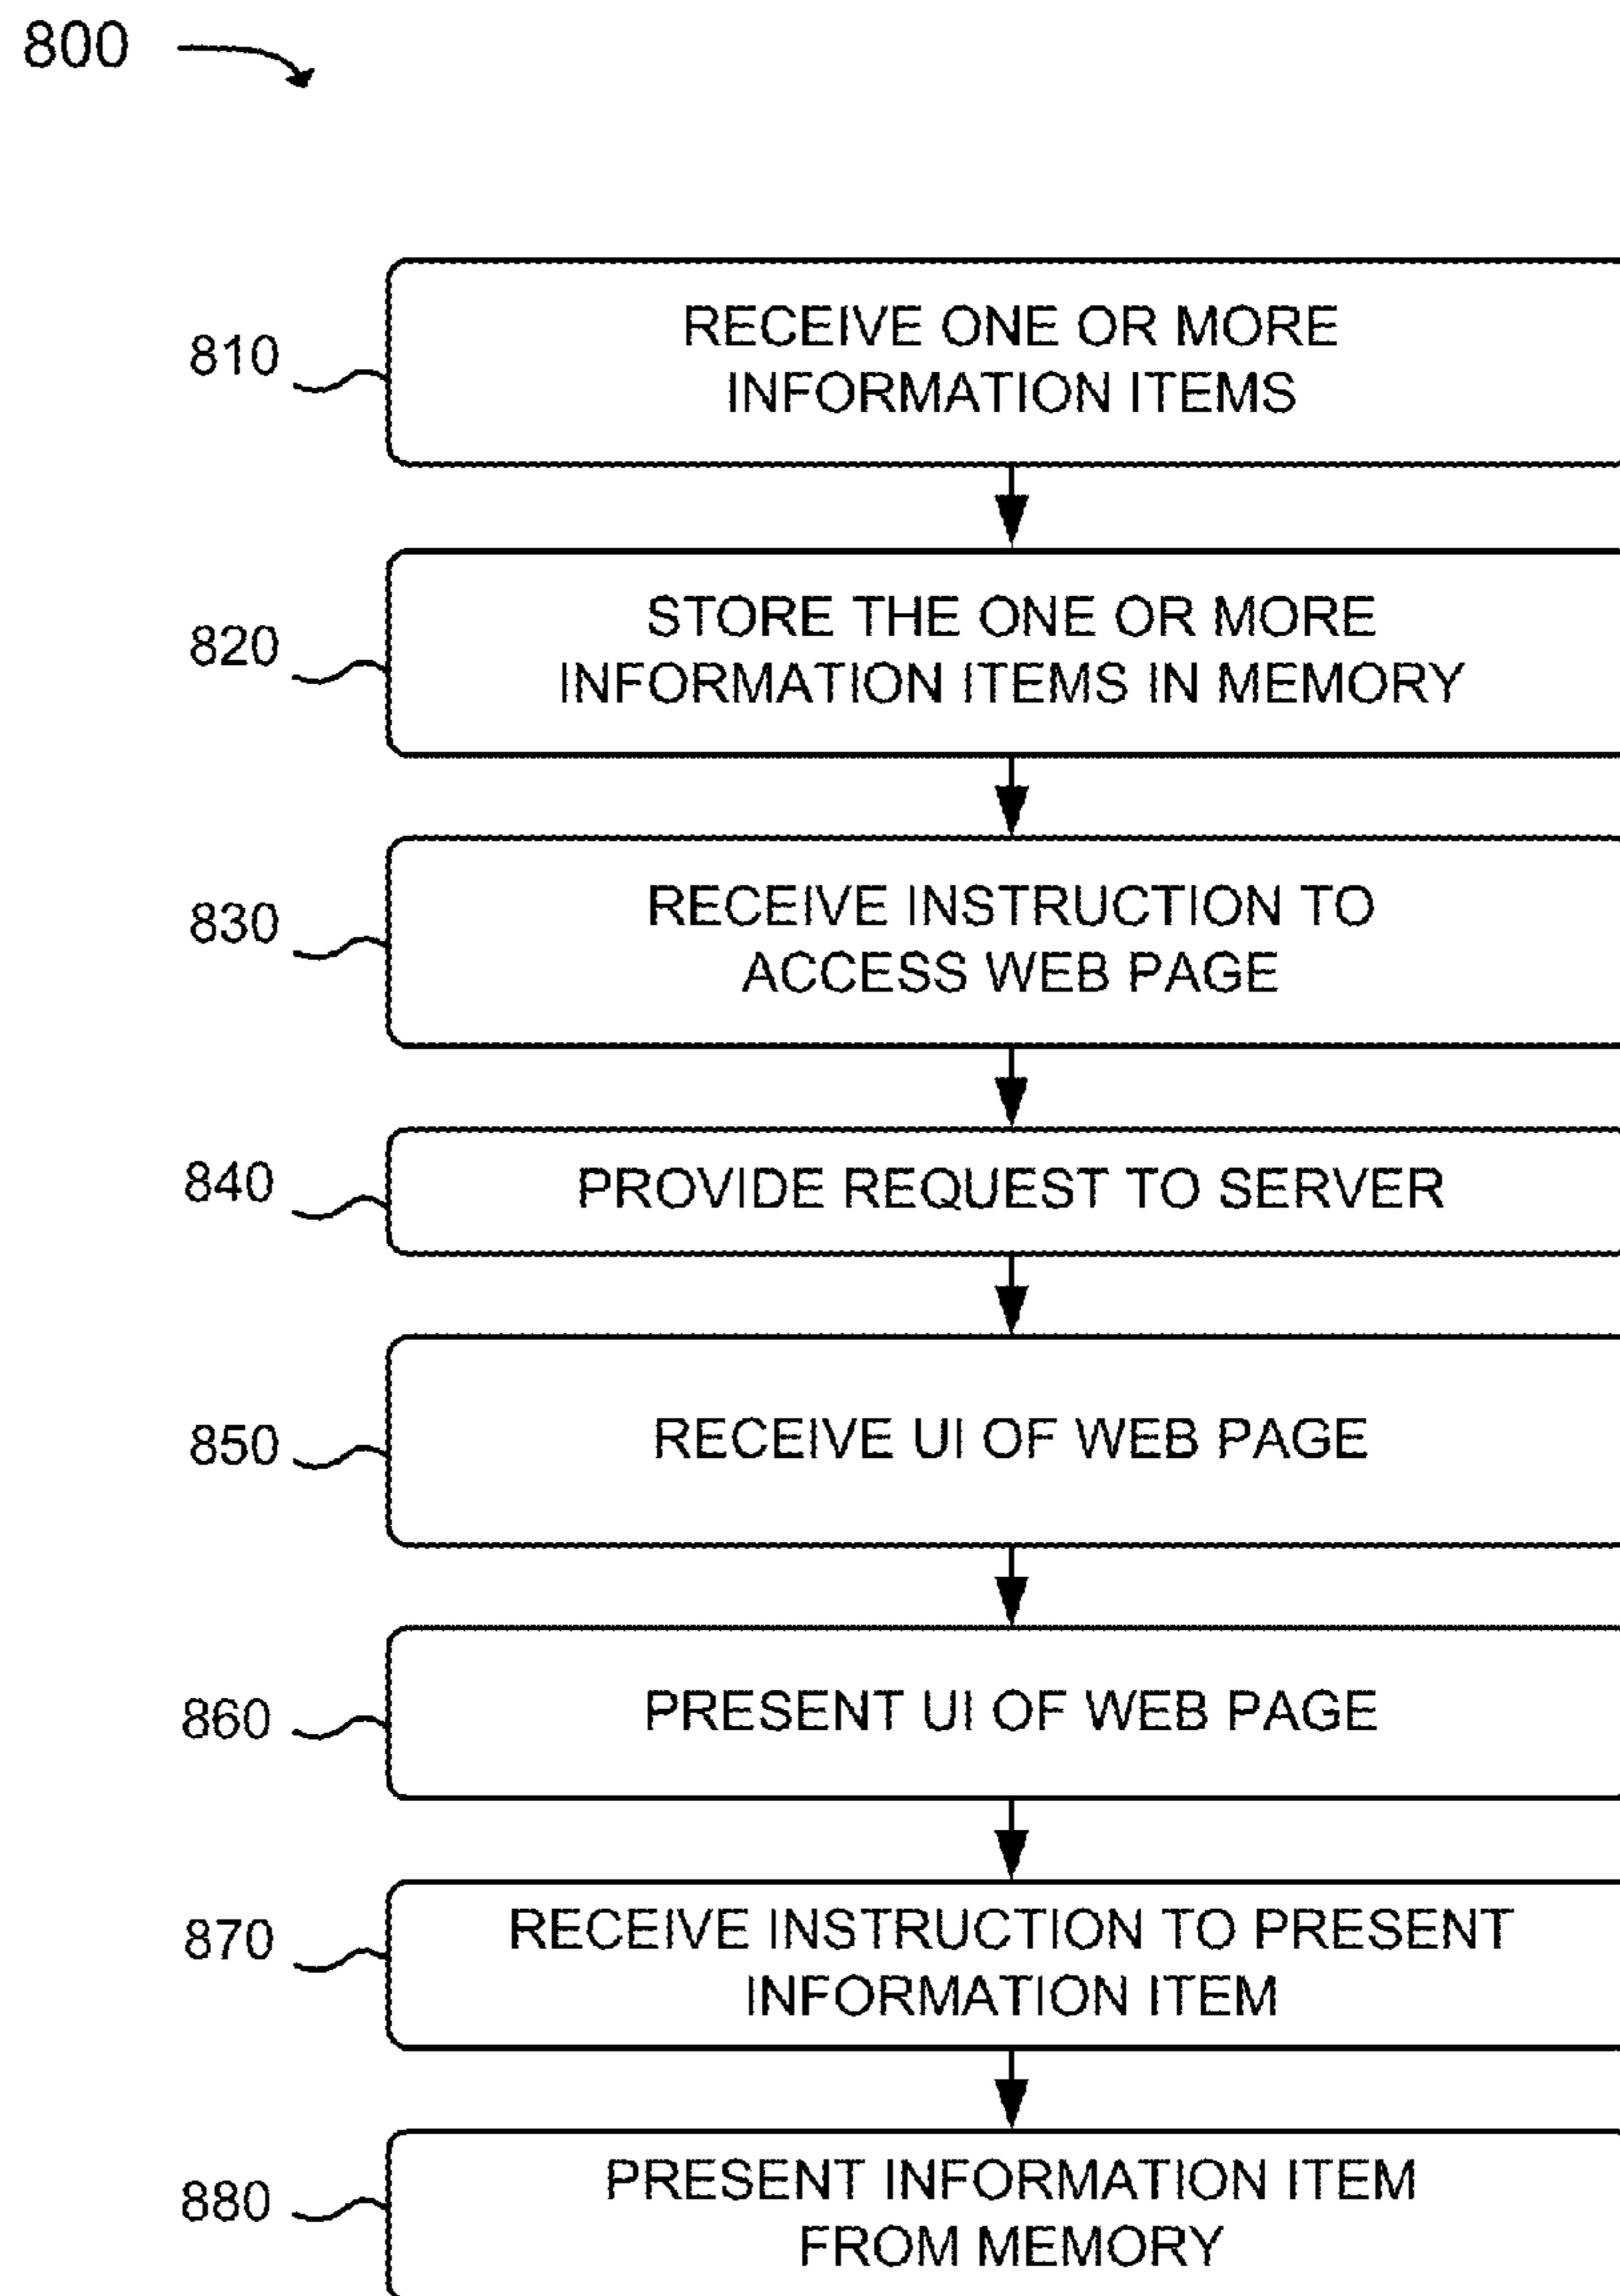 800
810
RECEIVE ONE OR MORE
INFORMATION ITEMS
820
STORE THE ONE OR MORE
INFORMATION ITEMS IN MEMORY
830
RECEIVE INSTRUCTION TO
ACCESS WEB PAGE
840
PROVIDE REQUEST TO SERVER
850
RECEIVE UI OF WEB PAGE
860
PRESENT UI OF WEB PAGE
870
RECEIVE INSTRUCTION TO PRESENT
INFORMATION ITEM
880
PRESENT INFORMATION ITEM
FROM MEMORY